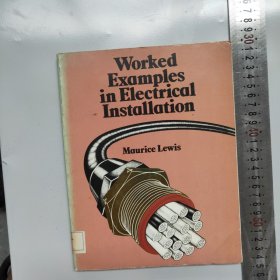 Worked
Examples
in Electrical
Installation
Maurice Lewis